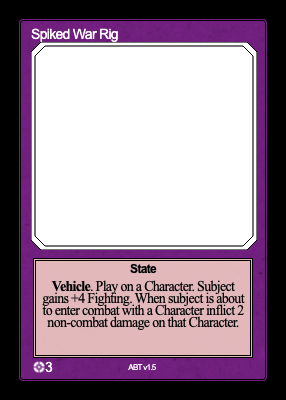 Spiked War Rig
State
Vehicle. Play on a Character. Subject
gains +4 Fighting. When subject is about
to enter combat with a Character inflict 2
non-combat damage on that Character.
3
ABT v1.5